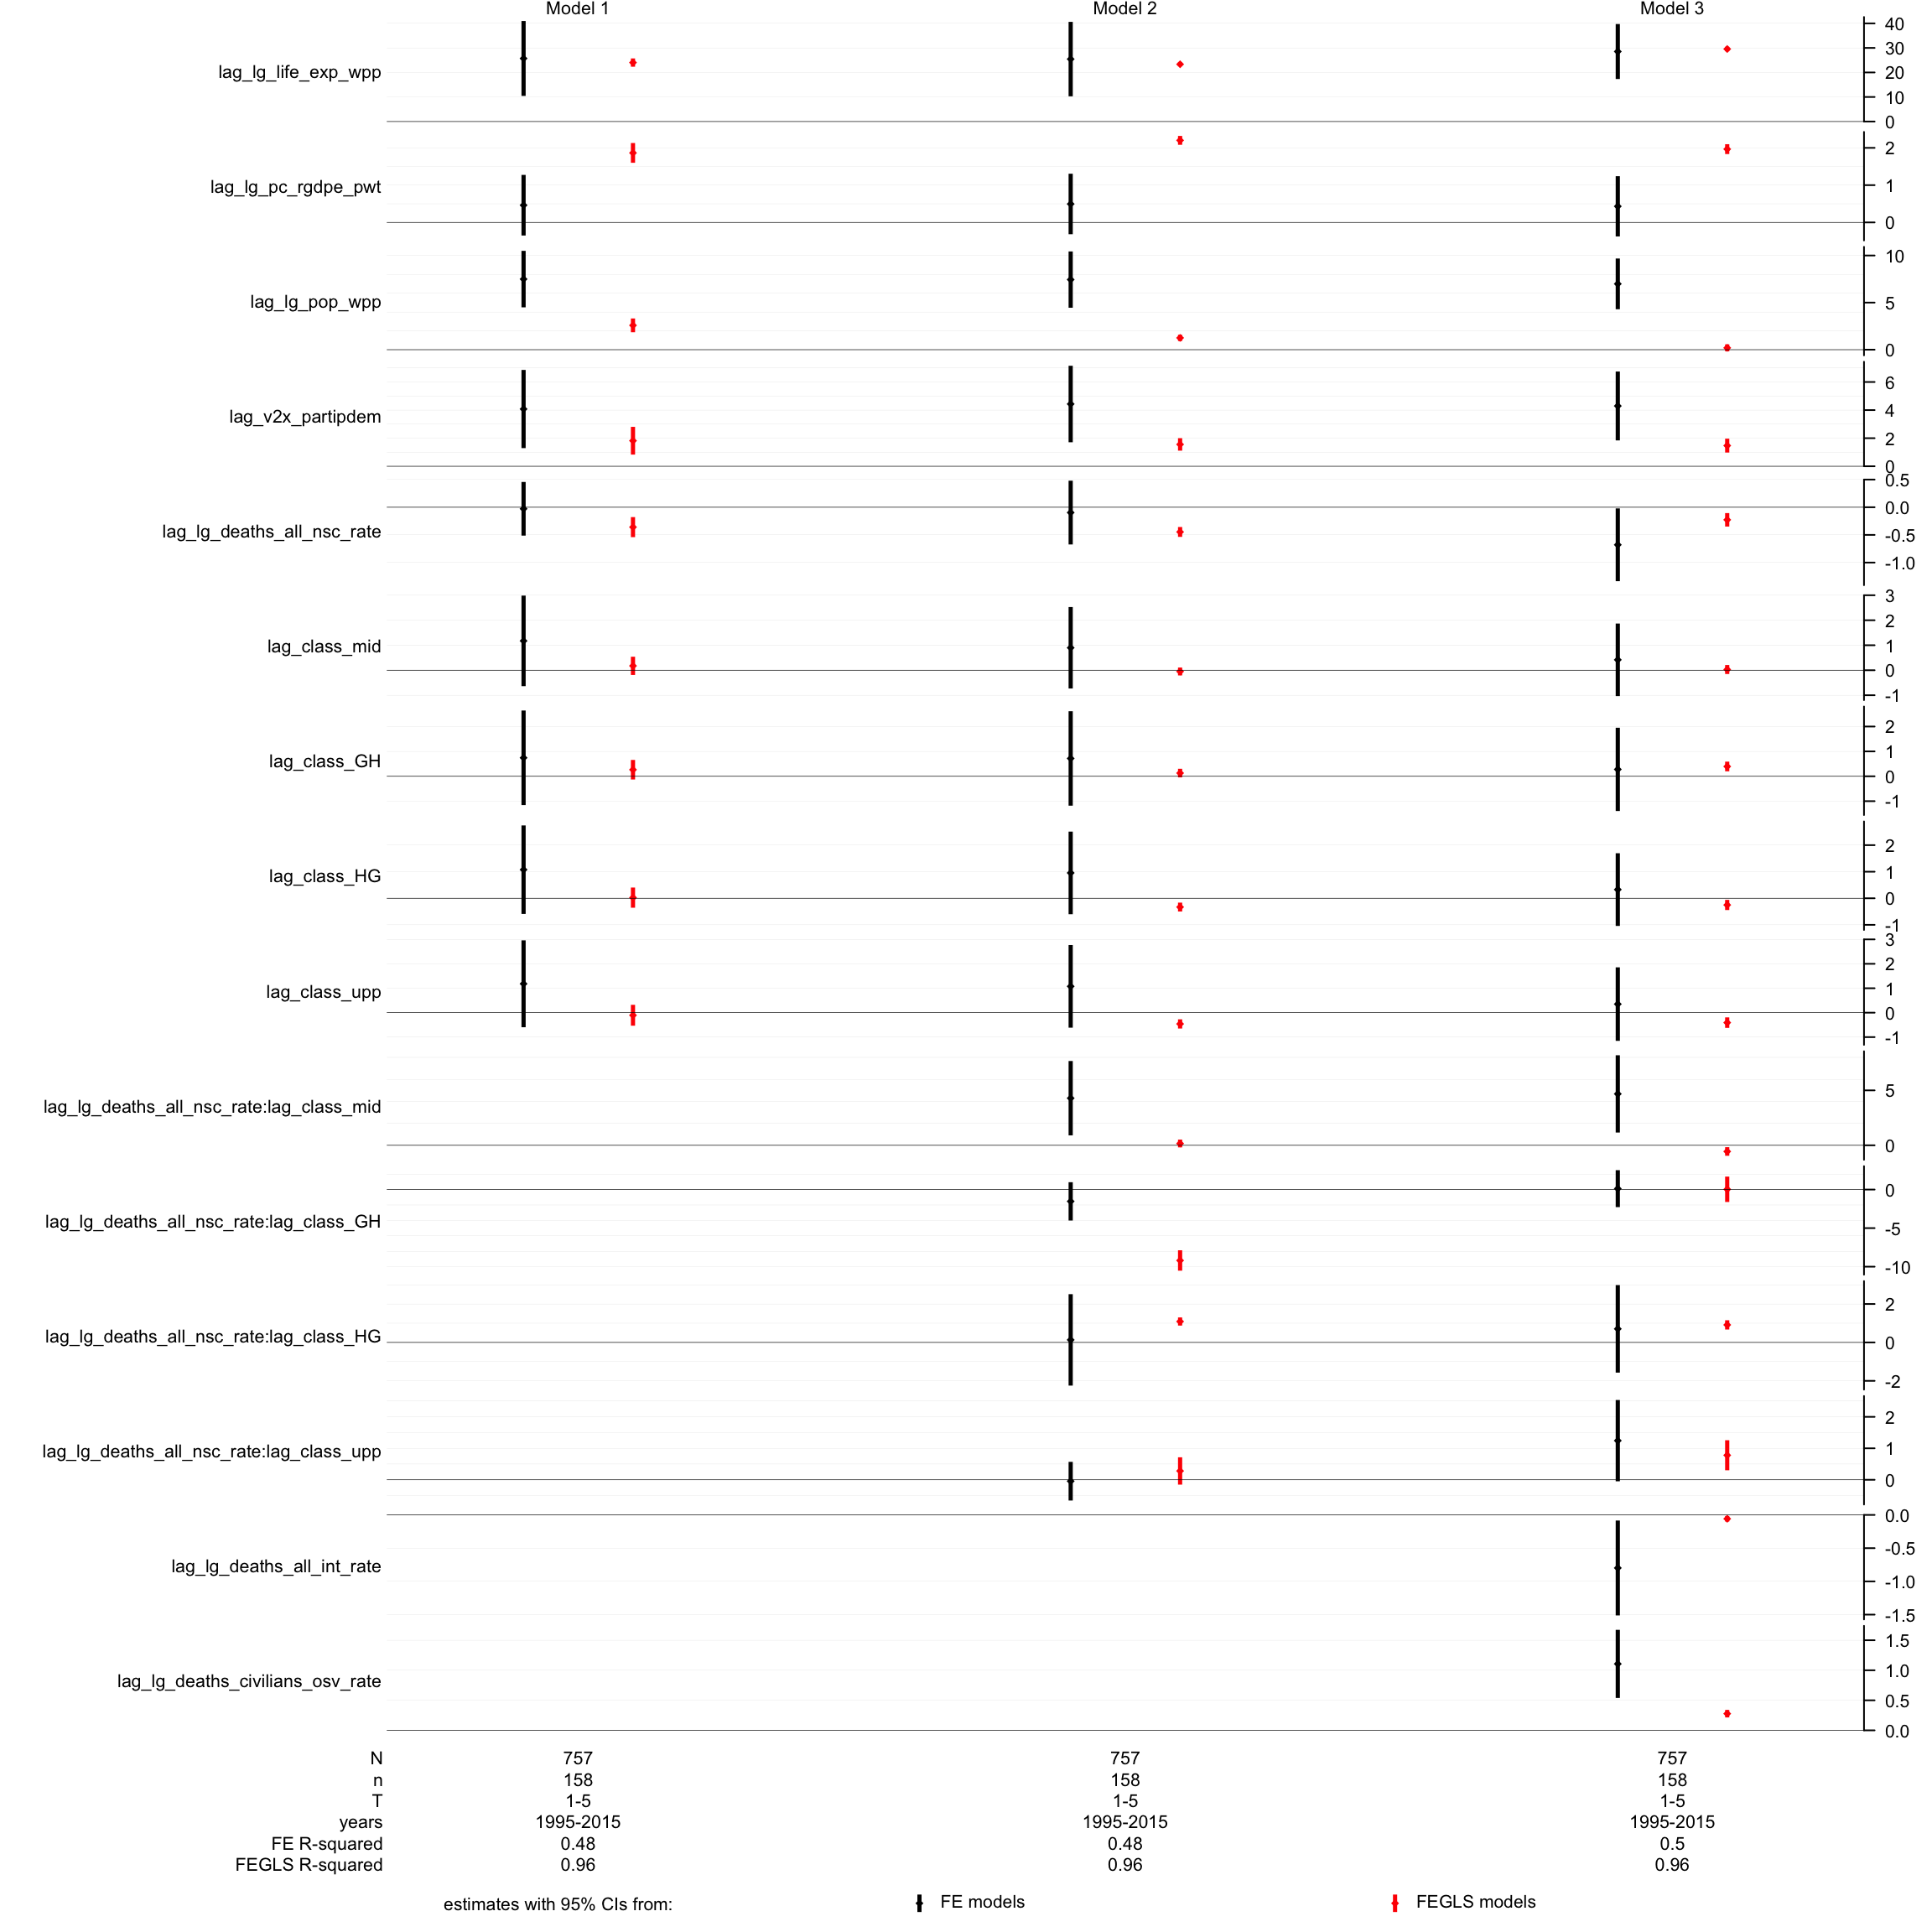 Model 1 Model 2 Model 3
lag_lg_life_exp_wpp
40
30
20
10
0
lag_lg_pc_rgdpe_pwt
2
1
0
lag_lg_pop_wpp
10
5
0
lag_v2x_partipdem
6
4
2
0
lag_lg_deaths_all_nsc_rate
0.5
0.0
-0.5
-1.0
lag_class_mid
3
2
1
0
-1
lag_class_GH
2
1
0
-1
lag_class_HG
2
1
0
-1
lag_class_upp
3
2
1
0
-1
lag_lg_deaths_all_nsc_rate:lag_class_mid
5
0
lag_lg_deaths_all_nsc_rate:lag_class_GH
0
-5
-10
lag_lg_deaths_all_nsc_rate:lag_class_HG
2
0
-2
lag_lg_deaths_all_nsc_rate:lag_class_upp
2
1
0
lag_lg_deaths_all_int_rate
0.0
-0.5
-1.0
-1.5
lag_lg_deaths_civilians_osv_rate
1.5
1.0
0.5
0.0
N 757 757 757
n 158 158 158
T 1-5 1-5 1-5
years 1995-2015 1995-2015 1995-2015
FE R-squared 0.48 0.48 0.5
FEGLS R-squared 0.96 0.96 0.96
estimates with 95% CIs from: FE models FEGLS models